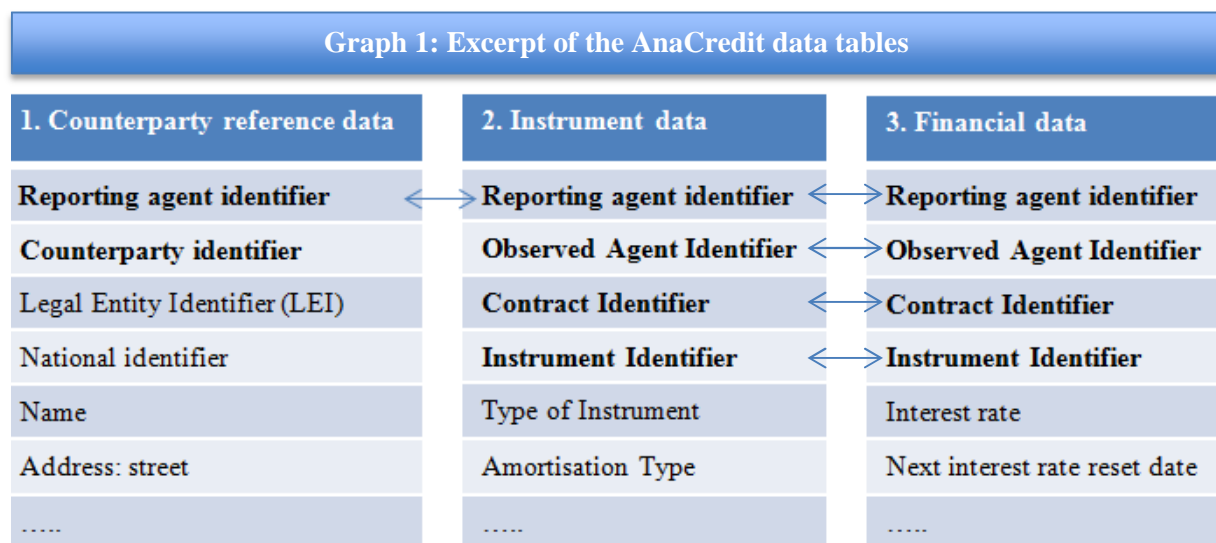 Graph 1: Excerpt of the AnaCredit data tables
1. Counterparty reference data
Reporting agent identifier
Counterparty identifier
Legal Entity Identifier (LEI)
National identifier
Name
Address: street
…..
2. Instrument data
Reporting agent identifier
Observed Agent Identifier
Contract Identifier
Instrument Identifier
Type of Instrument
Amortisation Type
…..
3. Financial data
Reporting agent identifier
Observed Agent Identifier
Contract Identifier
Instrument Identifier
Interest rate
Next interest rate reset date
…..